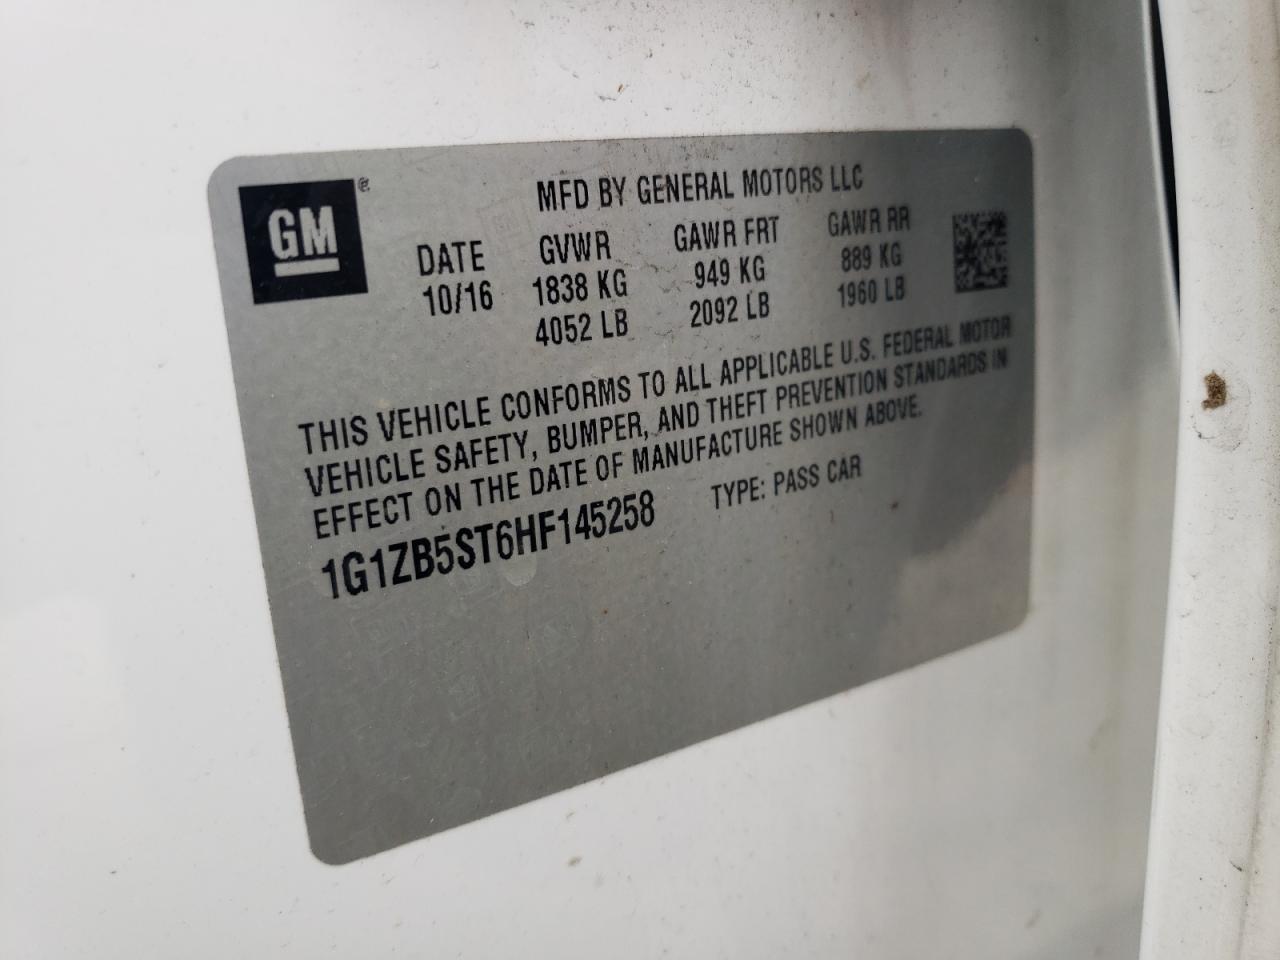 GM®
MFD BY GENERAL MOTORS LLC
DATE GVWR GAWR FRT GAWR RR
10/16 1838 KG 949 KG 889 KG
4052 LB 2092 LB 1960 LB
THIS VEHICLE CONFORMS TO ALL APPLICABLE U.S. FEDERAL MOTOR
VEHICLE SAFETY, BUMPER, AND THEFT PREVENTION STANDARDS IN
EFFECT ON THE DATE OF MANUFACTURE SHOWN ABOVE.
1G1ZB5ST6HF145258 TYPE: PASS CAR